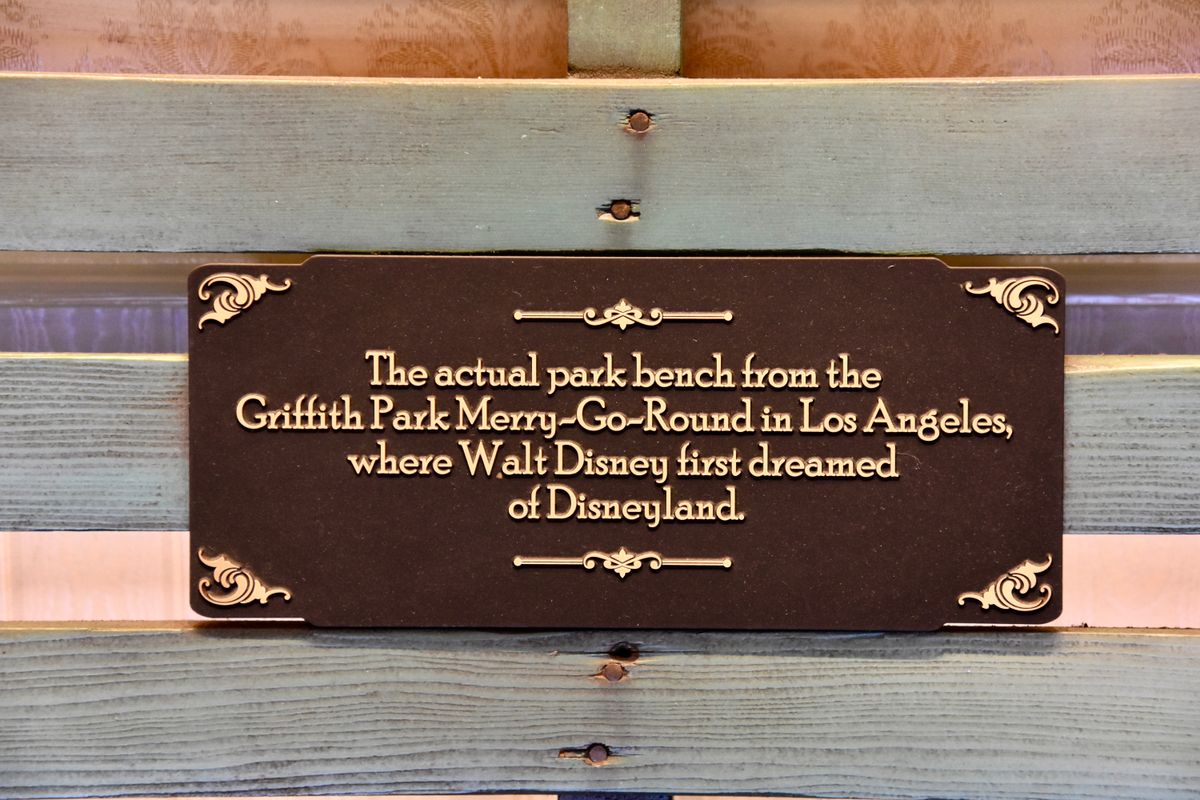 The actual park bench from the
Griffith Park Merry-Go-Round in Los Angeles,
where Walt Disney first dreamed
of Disneyland.